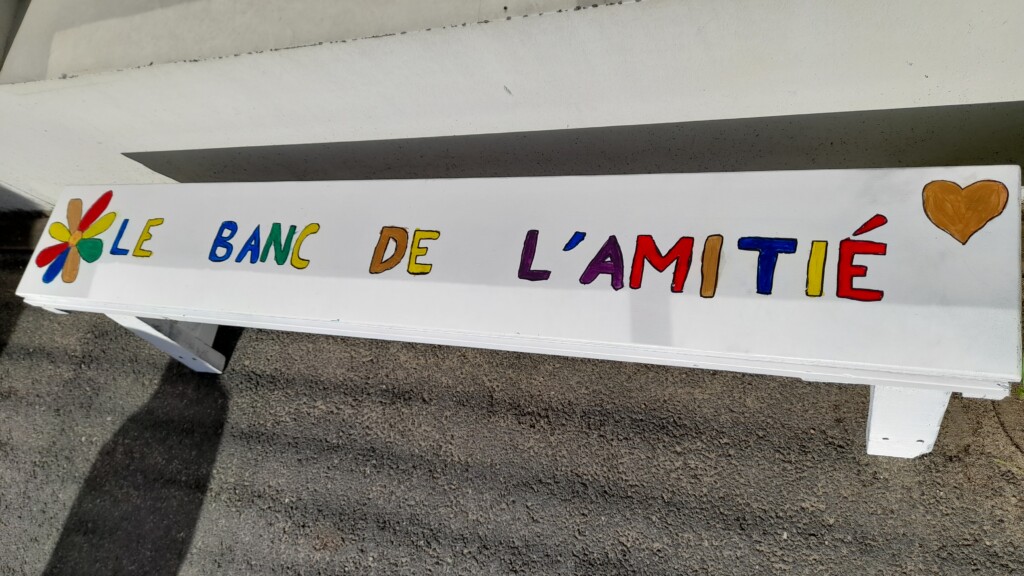 LE BANC DE L'AMITIÉ